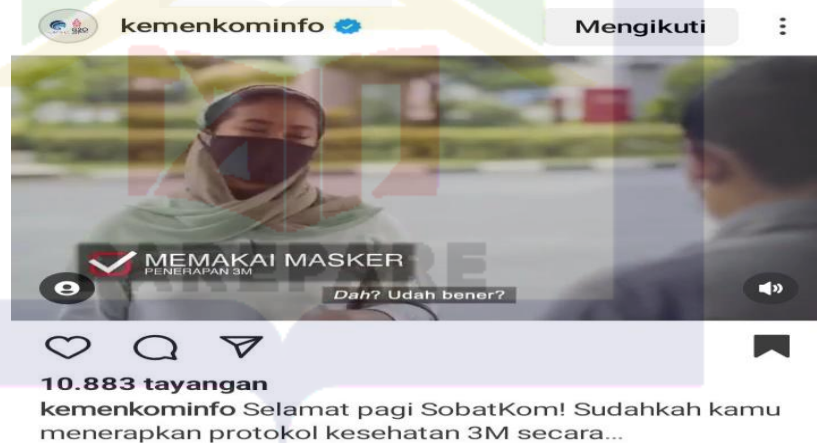 kemenkominfo
Mengikuti
AREPARE
MEMAKAI MASKER
PENERAPAN 3M
Dah? Udah bener?
10.883 tayangan
kemenkominfo Selamat pagi SobatKom! Sudahkah kamu
menerapkan protokol kesehatan 3M secara...